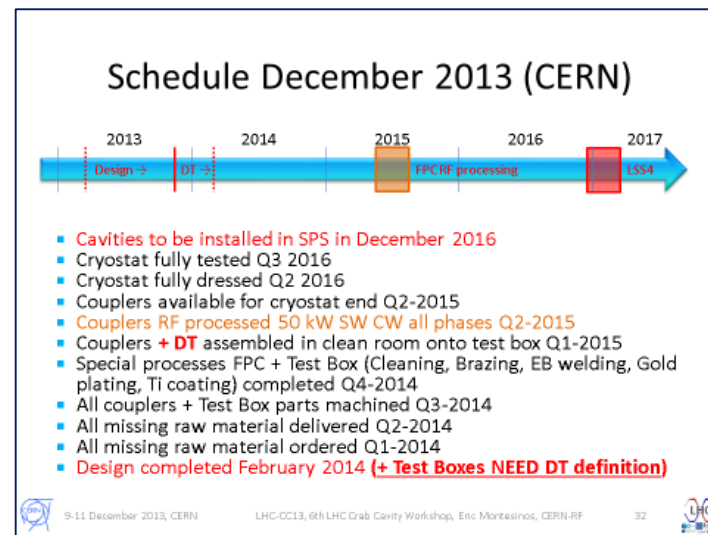 Schedule December 2013 (CERN)
2013 2014 2015 2016 2017
Design → DT → FPC RF processing LSS4
Cavities to be installed in SPS in December 2016
Cryostat fully tested Q3 2016
Cryostat fully dressed Q2 2016
Couplers available for cryostat end Q2-2015
Couplers RF processed 50 kW SW CW all phases Q2-2015
Couplers + DT assembled in clean room onto test box Q1-2015
Special processes FPC + Test Box (Cleaning, Brazing, EB welding, Gold
plating, Ti coating) completed Q4-2014
All couplers + Test Box parts machined Q3-2014
All missing raw material delivered Q2-2014
All missing raw material ordered Q1-2014
Design completed February 2014 (+ Test Boxes NEED DT definition)
CERN 9-11 December 2013, CERN LHC-CC13, 6th LHC Crab Cavity Workshop, Eric Montesinos, CERN-RF 32